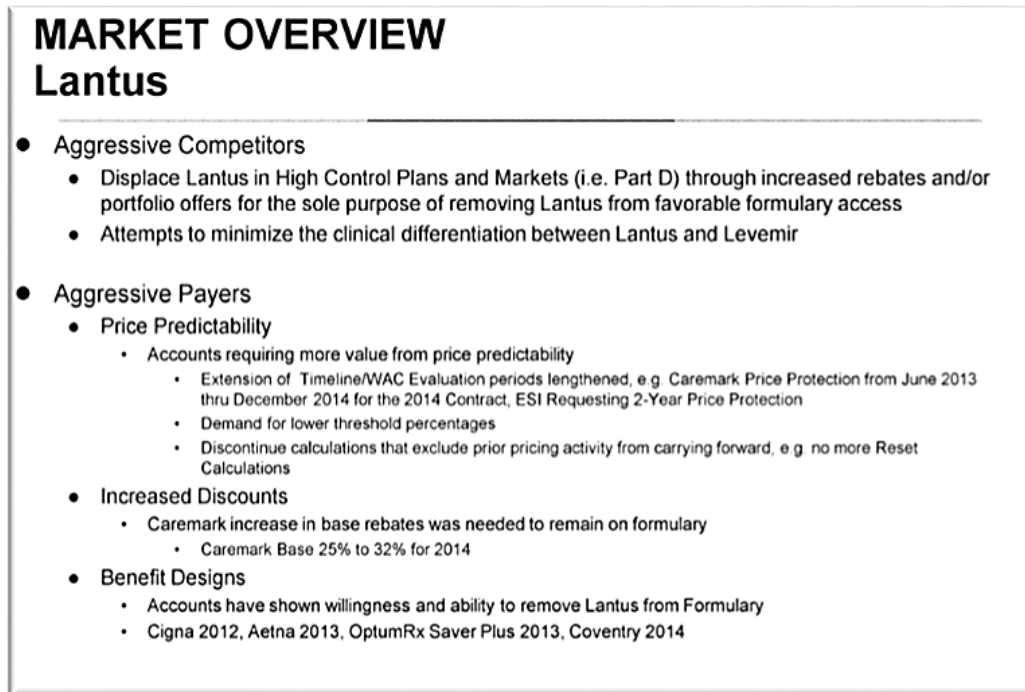 MARKET OVERVIEW
Lantus
● Aggressive Competitors
• Displace Lantus in High Control Plans and Markets (i.e. Part D) through increased rebates and/or
portfolio offers for the sole purpose of removing Lantus from favorable formulary access
• Attempts to minimize the clinical differentiation between Lantus and Levemir
● Aggressive Payers
• Price Predictability
• Accounts requiring more value from price predictability
• Extension of Timeline/WAC Evaluation periods lengthened, e.g. Caremark Price Protection from June 2013
thru December 2014 for the 2014 Contract, ESI Requesting 2-Year Price Protection
• Demand for lower threshold percentages
• Discontinue calculations that exclude prior pricing activity from carrying forward, e.g. no more Reset
Calculations
• Increased Discounts
• Caremark increase in base rebates was needed to remain on formulary
• Caremark Base 25% to 32% for 2014
• Benefit Designs
• Accounts have shown willingness and ability to remove Lantus from Formulary
• Cigna 2012, Aetna 2013, OptumRx Saver Plus 2013, Coventry 2014